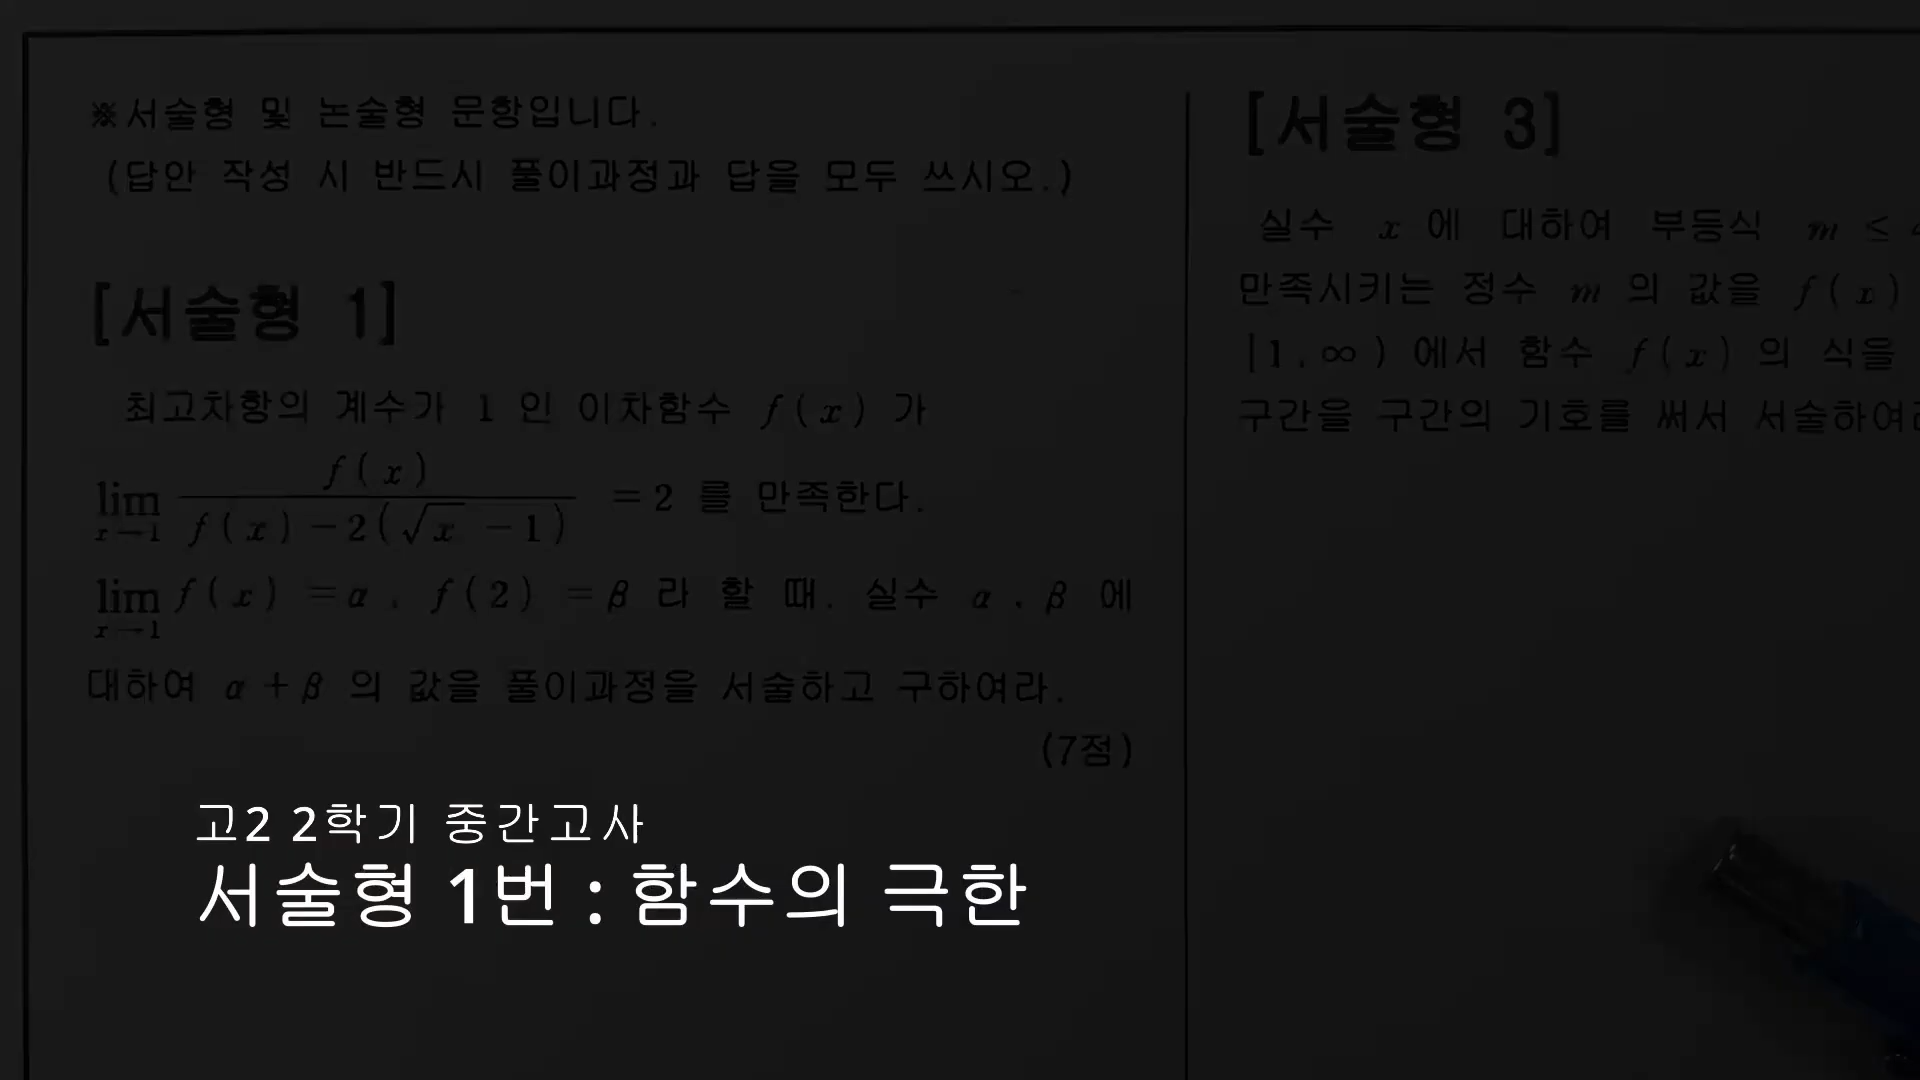 ※서술형 및 논술형 문항입니다.
(답안 작성 시 반드시 풀이과정과 답을 모두 쓰시오.)
[서술형 1]
최고차항의 계수가 1 인 이차함수 f(x) 가
lim x→1 f(x) / f(x)−2(√x −1) =2 를 만족한다.
lim x→1 f(x) =α , f(2) =β 라 할 때, 실수 α , β 에
대하여 α+β 의 값을 풀이과정을 서술하고 구하여라.
(7점)
고2 2학기 중간고사
서술형 1번 : 함수의 극한
[서술형 3]
실수 x 에 대하여 부등식 m ≤
만족시키는 정수 m 의 값을 f(x)
1, ∞ ) 에서 함수 f(x) 의 식을
구간을 구간의 기호를 써서